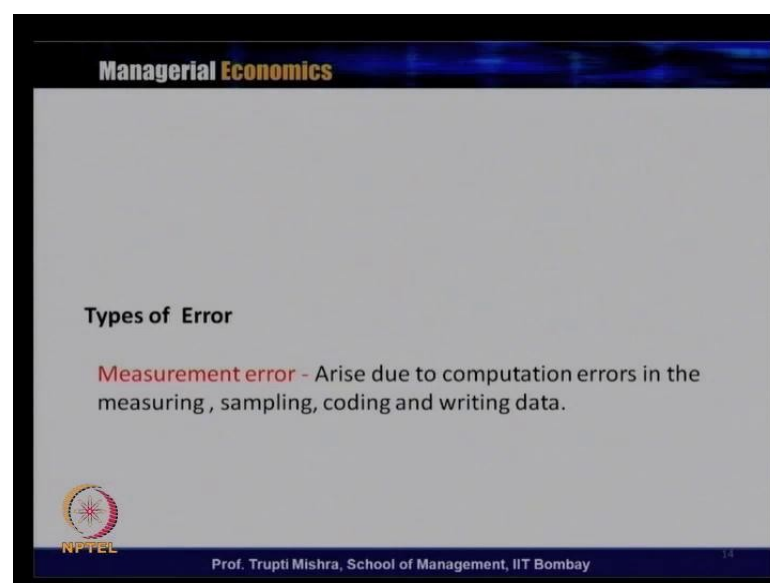 Managerial Economics
Types of Error
Measurement error - Arise due to computation errors in the
measuring , sampling, coding and writing data.
NPTEL
Prof. Trupti Mishra, School of Management, IIT Bombay
14